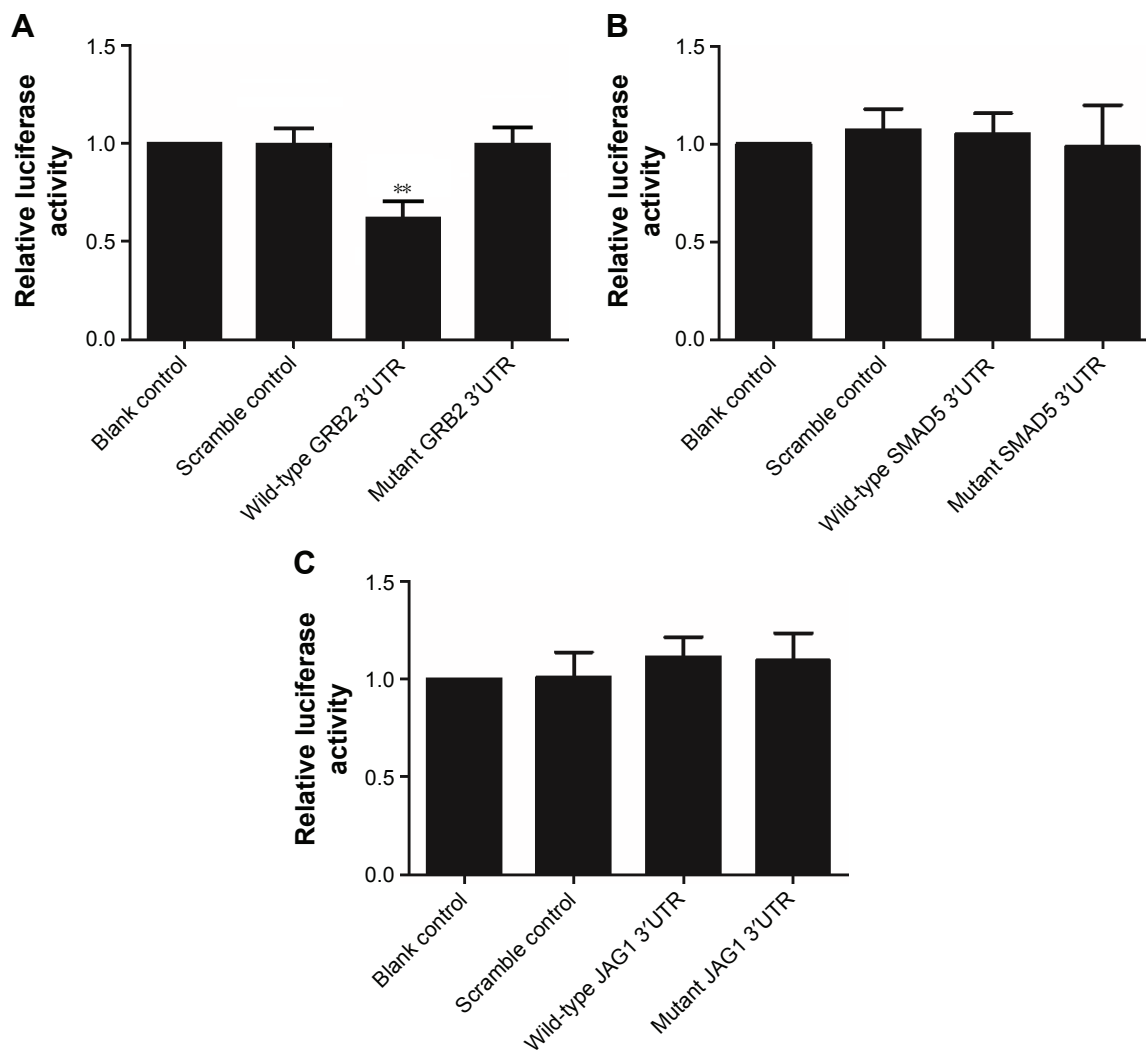 A
Relative luciferase
activity
1.5
1.0
0.5
0.0
**
Blank control
Scramble control
Wild-type GRB2 3′UTR
Mutant GRB2 3′UTR
B
Relative luciferase
activity
1.5
1.0
0.5
0.0
Blank control
Scramble control
Wild-type SMAD5 3′UTR
Mutant SMAD5 3′UTR
C
Relative luciferase
activity
1.5
1.0
0.5
0.0
Blank control
Scramble control
Wild-type JAG1 3′UTR
Mutant JAG1 3′UTR